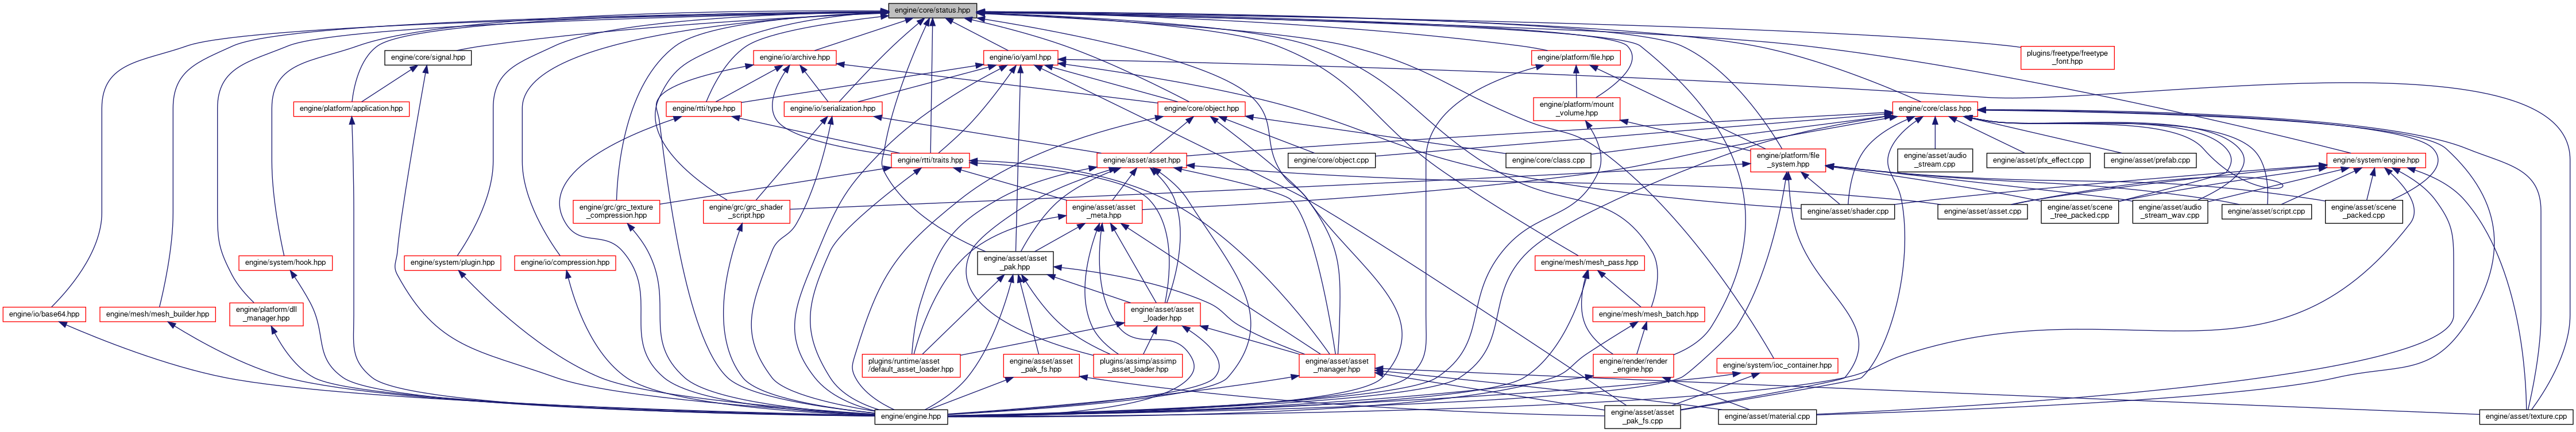 engine/core/status.hpp
engine/core/signal.hpp
engine/io/archive.hpp
engine/io/yaml.hpp
engine/platform/file.hpp
plugins/freetype/freetype
_font.hpp
engine/platform/application.hpp
engine/rtti/type.hpp
engine/io/serialization.hpp
engine/core/object.hpp
engine/platform/mount
_volume.hpp
engine/core/class.hpp
engine/rtti/traits.hpp
engine/asset/asset.hpp
engine/core/object.cpp
engine/core/class.cpp
engine/platform/file
_system.hpp
engine/asset/audio
_stream.cpp
engine/asset/pfx_effect.cpp
engine/asset/prefab.cpp
engine/system/engine.hpp
engine/grc/grc_texture
_compression.hpp
engine/grc/grc_shader
_script.hpp
engine/asset/asset
_meta.hpp
engine/asset/shader.cpp
engine/asset/asset.cpp
engine/asset/scene
_tree_packed.cpp
engine/asset/audio
_stream_wav.cpp
engine/asset/script.cpp
engine/asset/scene
_packed.cpp
engine/system/hook.hpp
engine/system/plugin.hpp
engine/io/compression.hpp
engine/asset/asset
_pak.hpp
engine/mesh/mesh_pass.hpp
engine/io/base64.hpp
engine/mesh/mesh_builder.hpp
engine/platform/dll
_manager.hpp
engine/asset/asset
_loader.hpp
engine/mesh/mesh_batch.hpp
plugins/runtime/asset
/default_asset_loader.hpp
engine/asset/asset
_pak_fs.hpp
plugins/assimp/assimp
_asset_loader.hpp
engine/asset/asset
_manager.hpp
engine/render/render
_engine.hpp
engine/system/ioc_container.hpp
engine/engine.hpp
engine/asset/asset
_pak_fs.cpp
engine/asset/material.cpp
engine/asset/texture.cpp